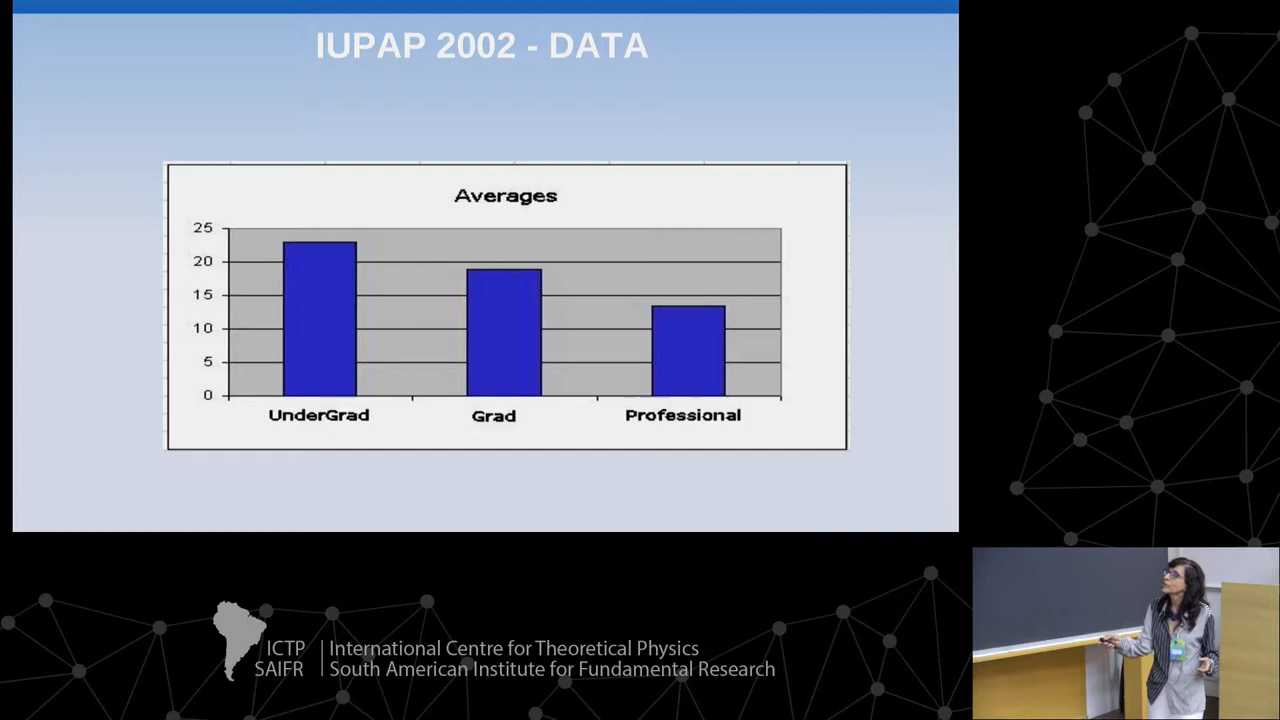 IUPAP 2002 - DATA
Averages
25
20
15
10
5
0
UnderGrad
Grad
Professional
ICTP
SAIFR
International Centre for Theoretical Physics
South American Institute for Fundamental Research